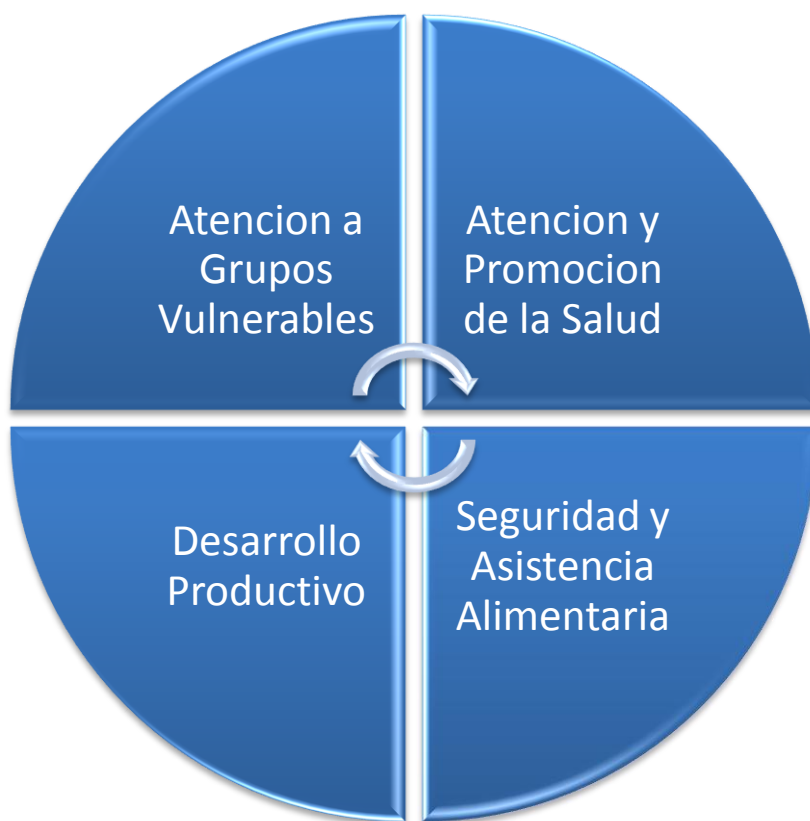 Atencion a
Grupos
Vulnerables
Atencion y
Promocion
de la Salud
Desarrollo
Productivo
Seguridad y
Asistencia
Alimentaria